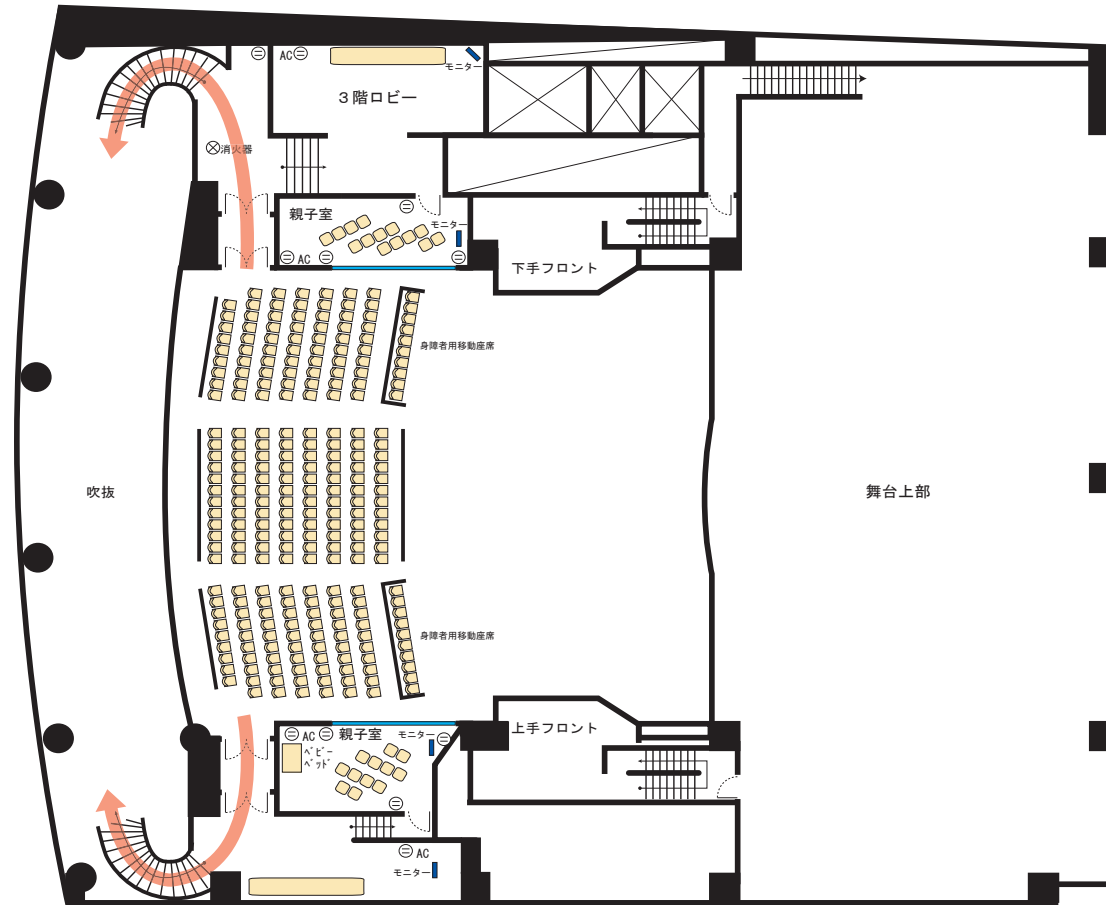 AC
モニター
3階ロビー
消火器
親子室
モニター
AC
下手フロント
身障者用移動座席
吹抜
舞台上部
身障者用移動座席
上手フロント
AC
親子室
モニター
ベビー
ベッド
AC
モニター